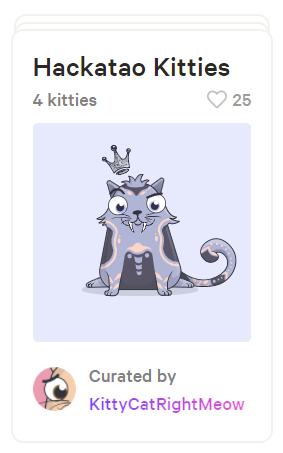 Hackatao Kitties
4 kitties 25
Curated by
KittyCatRightMeow